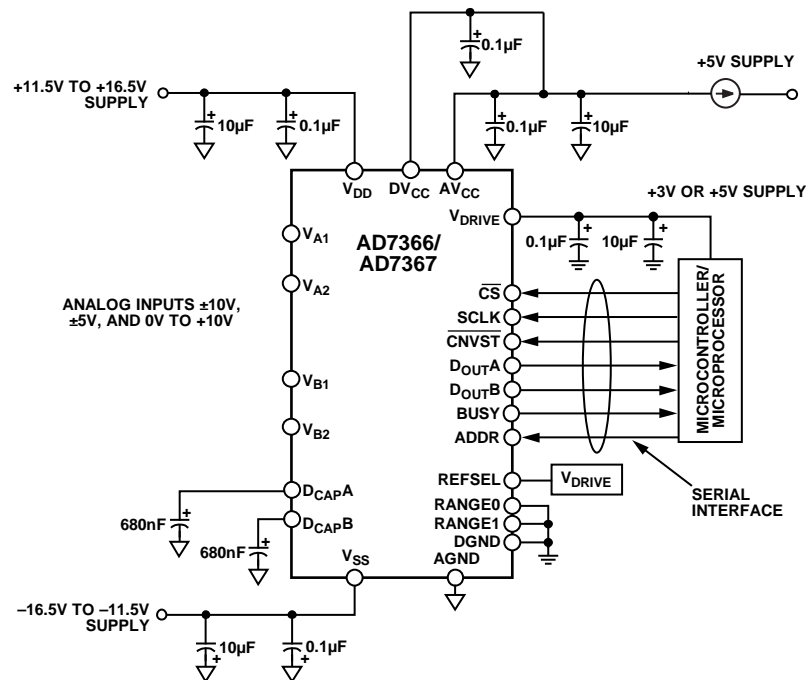 0.1µF
+5V SUPPLY
+11.5V TO +16.5V
SUPPLY
10µF
0.1µF
0.1µF
10µF
VDD
DVCC
AVCC
+3V OR +5V SUPPLY
VDRIVE
AD7366/
AD7367
VA1
0.1µF
10µF
VA2
CS
ANALOG INPUTS ±10V,
±5V, AND 0V TO +10V
SCLK
CNVST
DOUTA
VB1
DOUTB
BUSY
VB2
ADDR
MICROCONTROLLER/
MICROPROCESSOR
REFSEL
VDRIVE
SERIAL
INTERFACE
DCAPA
RANGE0
680nF
DCAPB
RANGE1
DGND
680nF
VSS
AGND
–16.5V TO –11.5V
SUPPLY
10µF
0.1µF